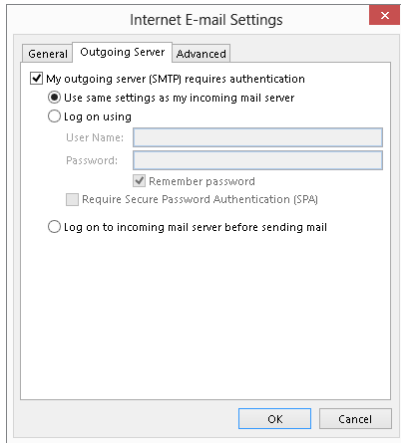 Internet E-mail Settings
General Outgoing Server Advanced
My outgoing server (SMTP) requires authentication
Use same settings as my incoming mail server
Log on using
User Name:
Password:
Remember password
Require Secure Password Authentication (SPA)
Log on to incoming mail server before sending mail
OK Cancel